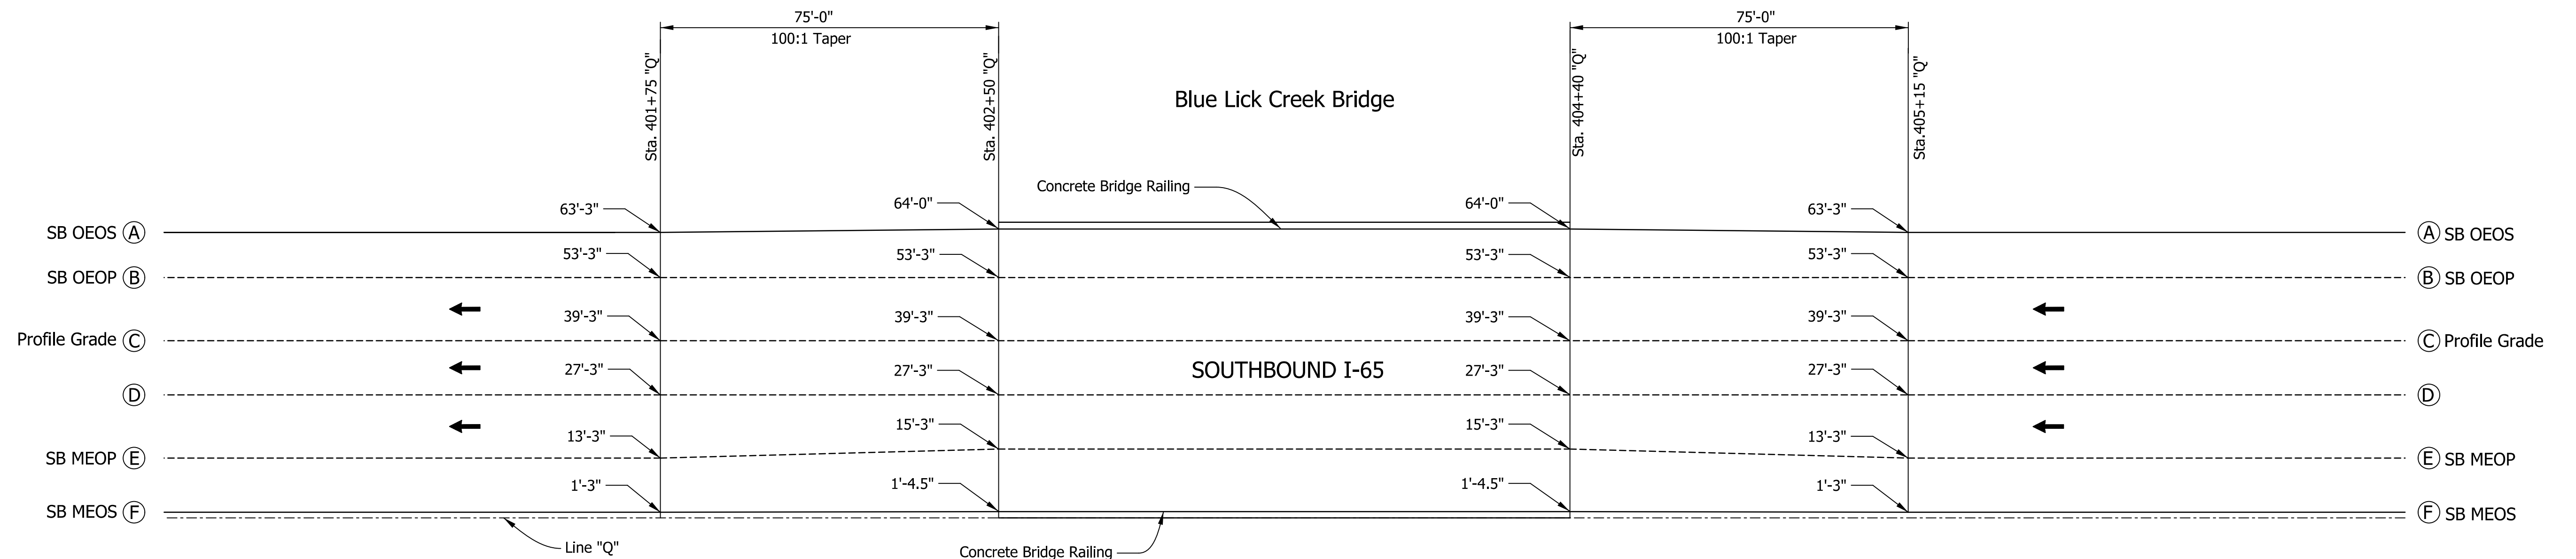 75'-0"
100:1 Taper
75'-0"
100:1 Taper
Sta. 401+75 "Q"
Sta. 402+50 "Q"
Blue Lick Creek Bridge
Sta. 404+40 "Q"
Sta.405+15 "Q"
Concrete Bridge Railing
63'-3"
64'-0"
64'-0"
63'-3"
SB OEOS A
A SB OEOS
53'-3"
53'-3"
53'-3"
53'-3"
SB OEOP B
B SB OEOP
39'-3"
39'-3"
39'-3"
39'-3"
Profile Grade C
C Profile Grade
27'-3"
27'-3"
SOUTHBOUND I-65
27'-3"
27'-3"
D
D
13'-3"
15'-3"
15'-3"
13'-3"
SB MEOP E
E SB MEOP
1'-3"
1'-4.5"
1'-4.5"
1'-3"
SB MEOS F
F SB MEOS
Line "Q"
Concrete Bridge Railing